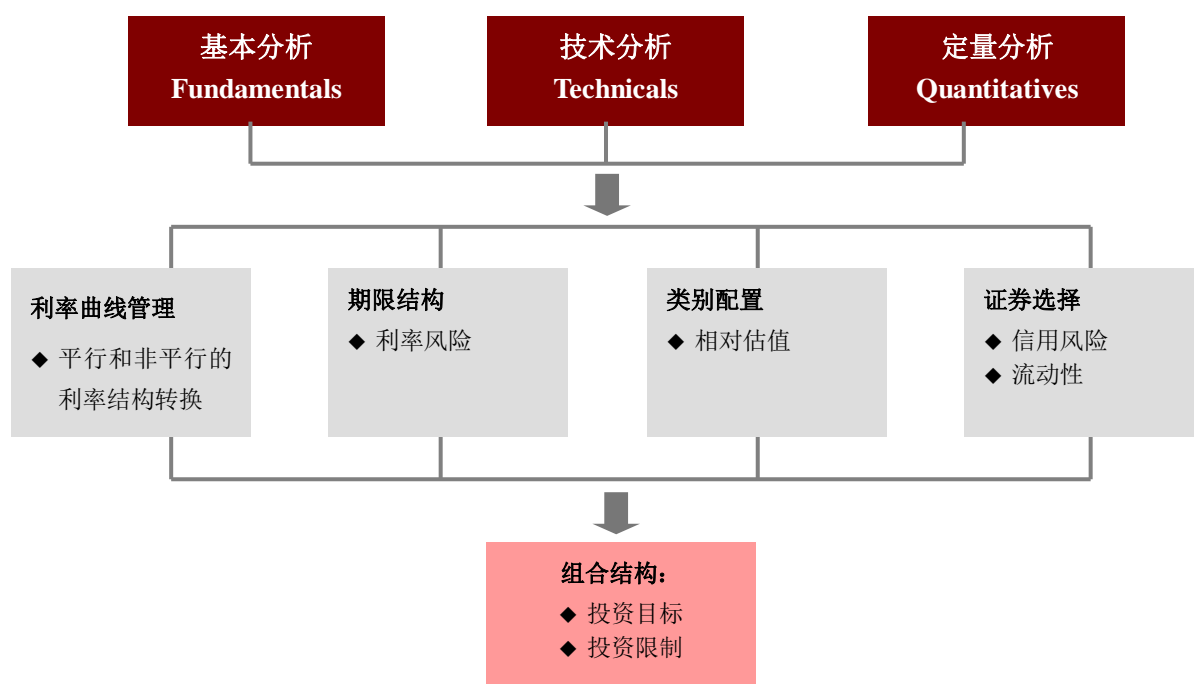 基本分析
Fundamentals
技术分析
Technicals
定量分析
Quantitatives
利率曲线管理
◆ 平行和非平行的
利率结构转换
期限结构
◆ 利率风险
类别配置
◆ 相对估值
证券选择
◆ 信用风险
◆ 流动性
组合结构：
◆ 投资目标
◆ 投资限制